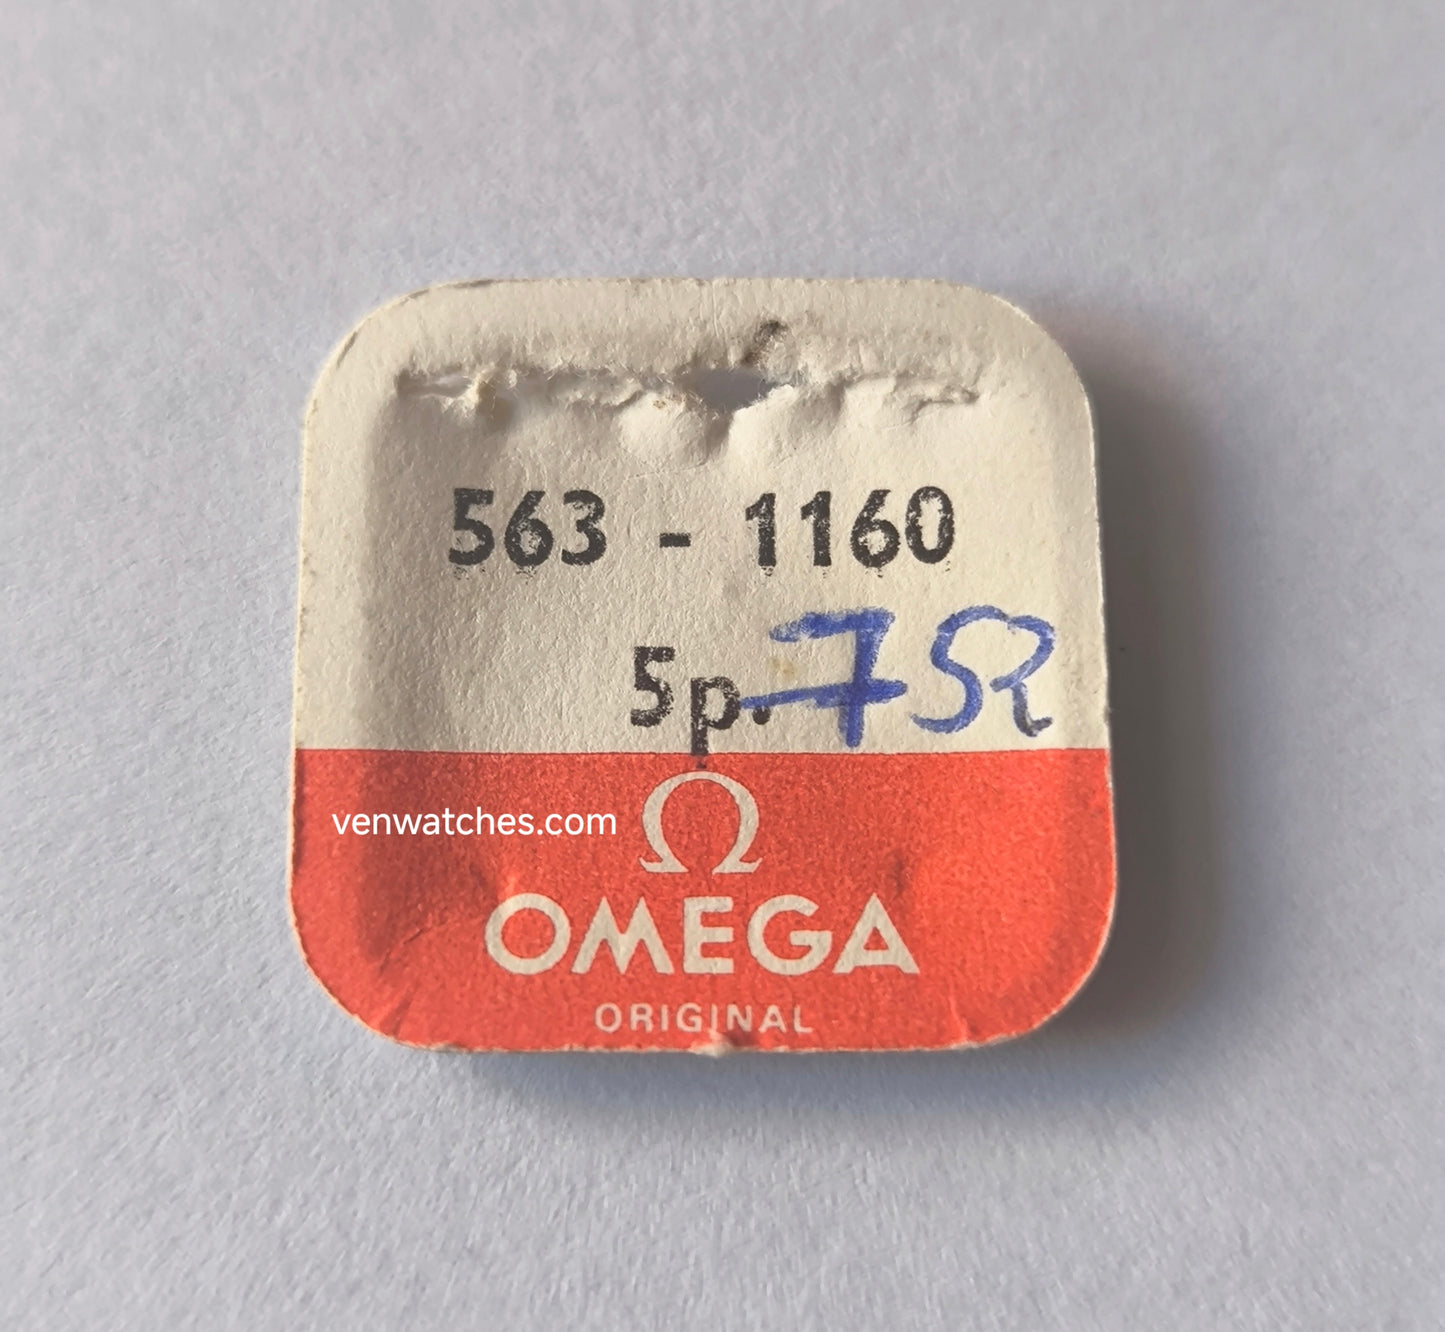 563 - 1160
5p.
venwatches.com
Ω
OMEGA
ORIGINAL